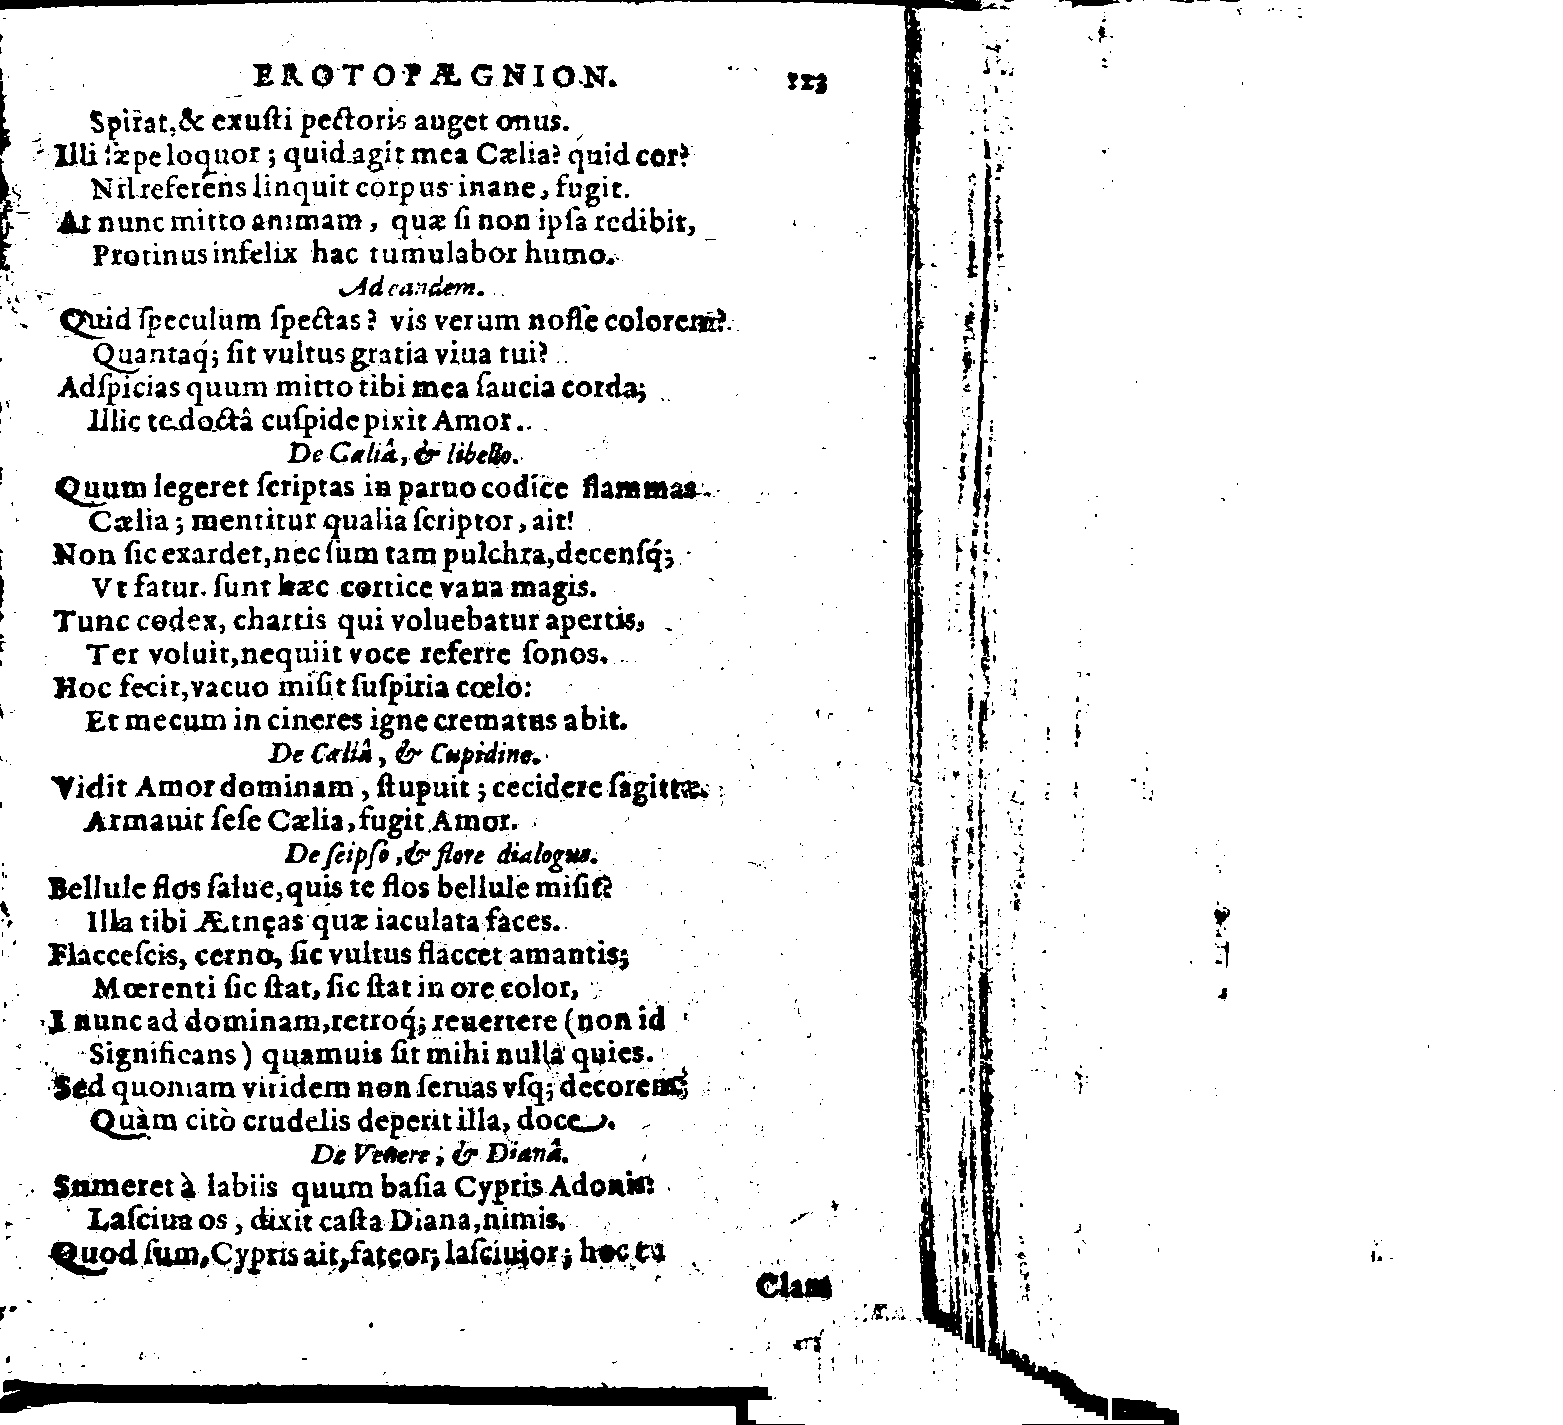 EROTOPÆGNION. 123
Spirat, & exuſti pectoris auget onus.
Illi ſæpe loquor; quid agit mea Cælia? quid cor?
Nil referens linquit corpus inane, fugit.
At nunc mitto animam, quæ ſi non ipſa redibit,
Protinus infelix hac tumulabor humo.
Ad eandem.
Quid ſpeculum ſpectas? vis verum noſſe colorem?
Quantaq́; ſit vultus gratia viua tui?
Adſpicias quum mitto tibi mea ſaucia corda;
Illic te doctâ cuſpide pixit Amor.
De Cæliâ, & libello.
Quum legeret ſcriptas in paruo codice flammas
Cælia; mentitur qualia ſcriptor, ait!
Non ſic exardet, nec ſum tam pulchra, decenſq́;
Vt fatur. ſunt hæc cortice vana magis.
Tunc codex, chartis qui voluebatur apertis,
Ter voluit, nequiit voce referre ſonos.
Hoc fecit, vacuo miſit ſuſpiria cœlo:
Et mecum in cineres igne crematus abit.
De Cæliâ, & Cupidine.
Vidit Amor dominam, ſtupuit; cecidere ſagittæ.
Armauit ſeſe Cælia, fugit Amor.
De ſeipſo, & flore dialogus.
Bellule flos ſalue, quis te flos bellule miſit?
Illa tibi Ætnęas quæ iaculata faces.
Flacceſcis, cerno, ſic vultus flaccet amantis;
Mœrenti ſic ſtat, ſic ſtat in ore color,
I nunc ad dominam, retroq́; reuertere (non id
Significans) quamuis ſit mihi nulla quies.
Sed quoniam viridem non ſeruas vſq; decorem;
Quàm citò crudelis deperit illa, doce.
De Venere, & Dianâ.
Sumeret à labiis quum baſia Cypris Adonis:
Laſciua os, dixit caſta Diana, nimis.
Quod ſum, Cypris ait, fateor; laſciuior; hoc tu
Clam